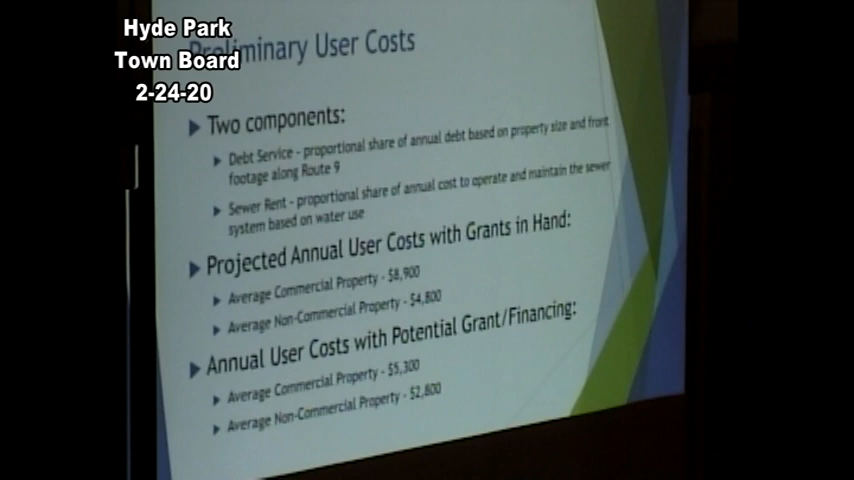 Hyde Park
Town Board
2-24-20
Preliminary User Costs
Two components:
Debt Service - proportional share of annual debt based on property size and front
footage along Route 9
Sewer Rent - proportional share of annual cost to operate and maintain the sewer
system based on water use
Projected Annual User Costs with Grants in Hand:
Average Commercial Property - $8,900
Average Non-Commercial Property - $4,800
Annual User Costs with Potential Grant/Financing:
Average Commercial Property - $5,300
Average Non-Commercial Property - $2,800